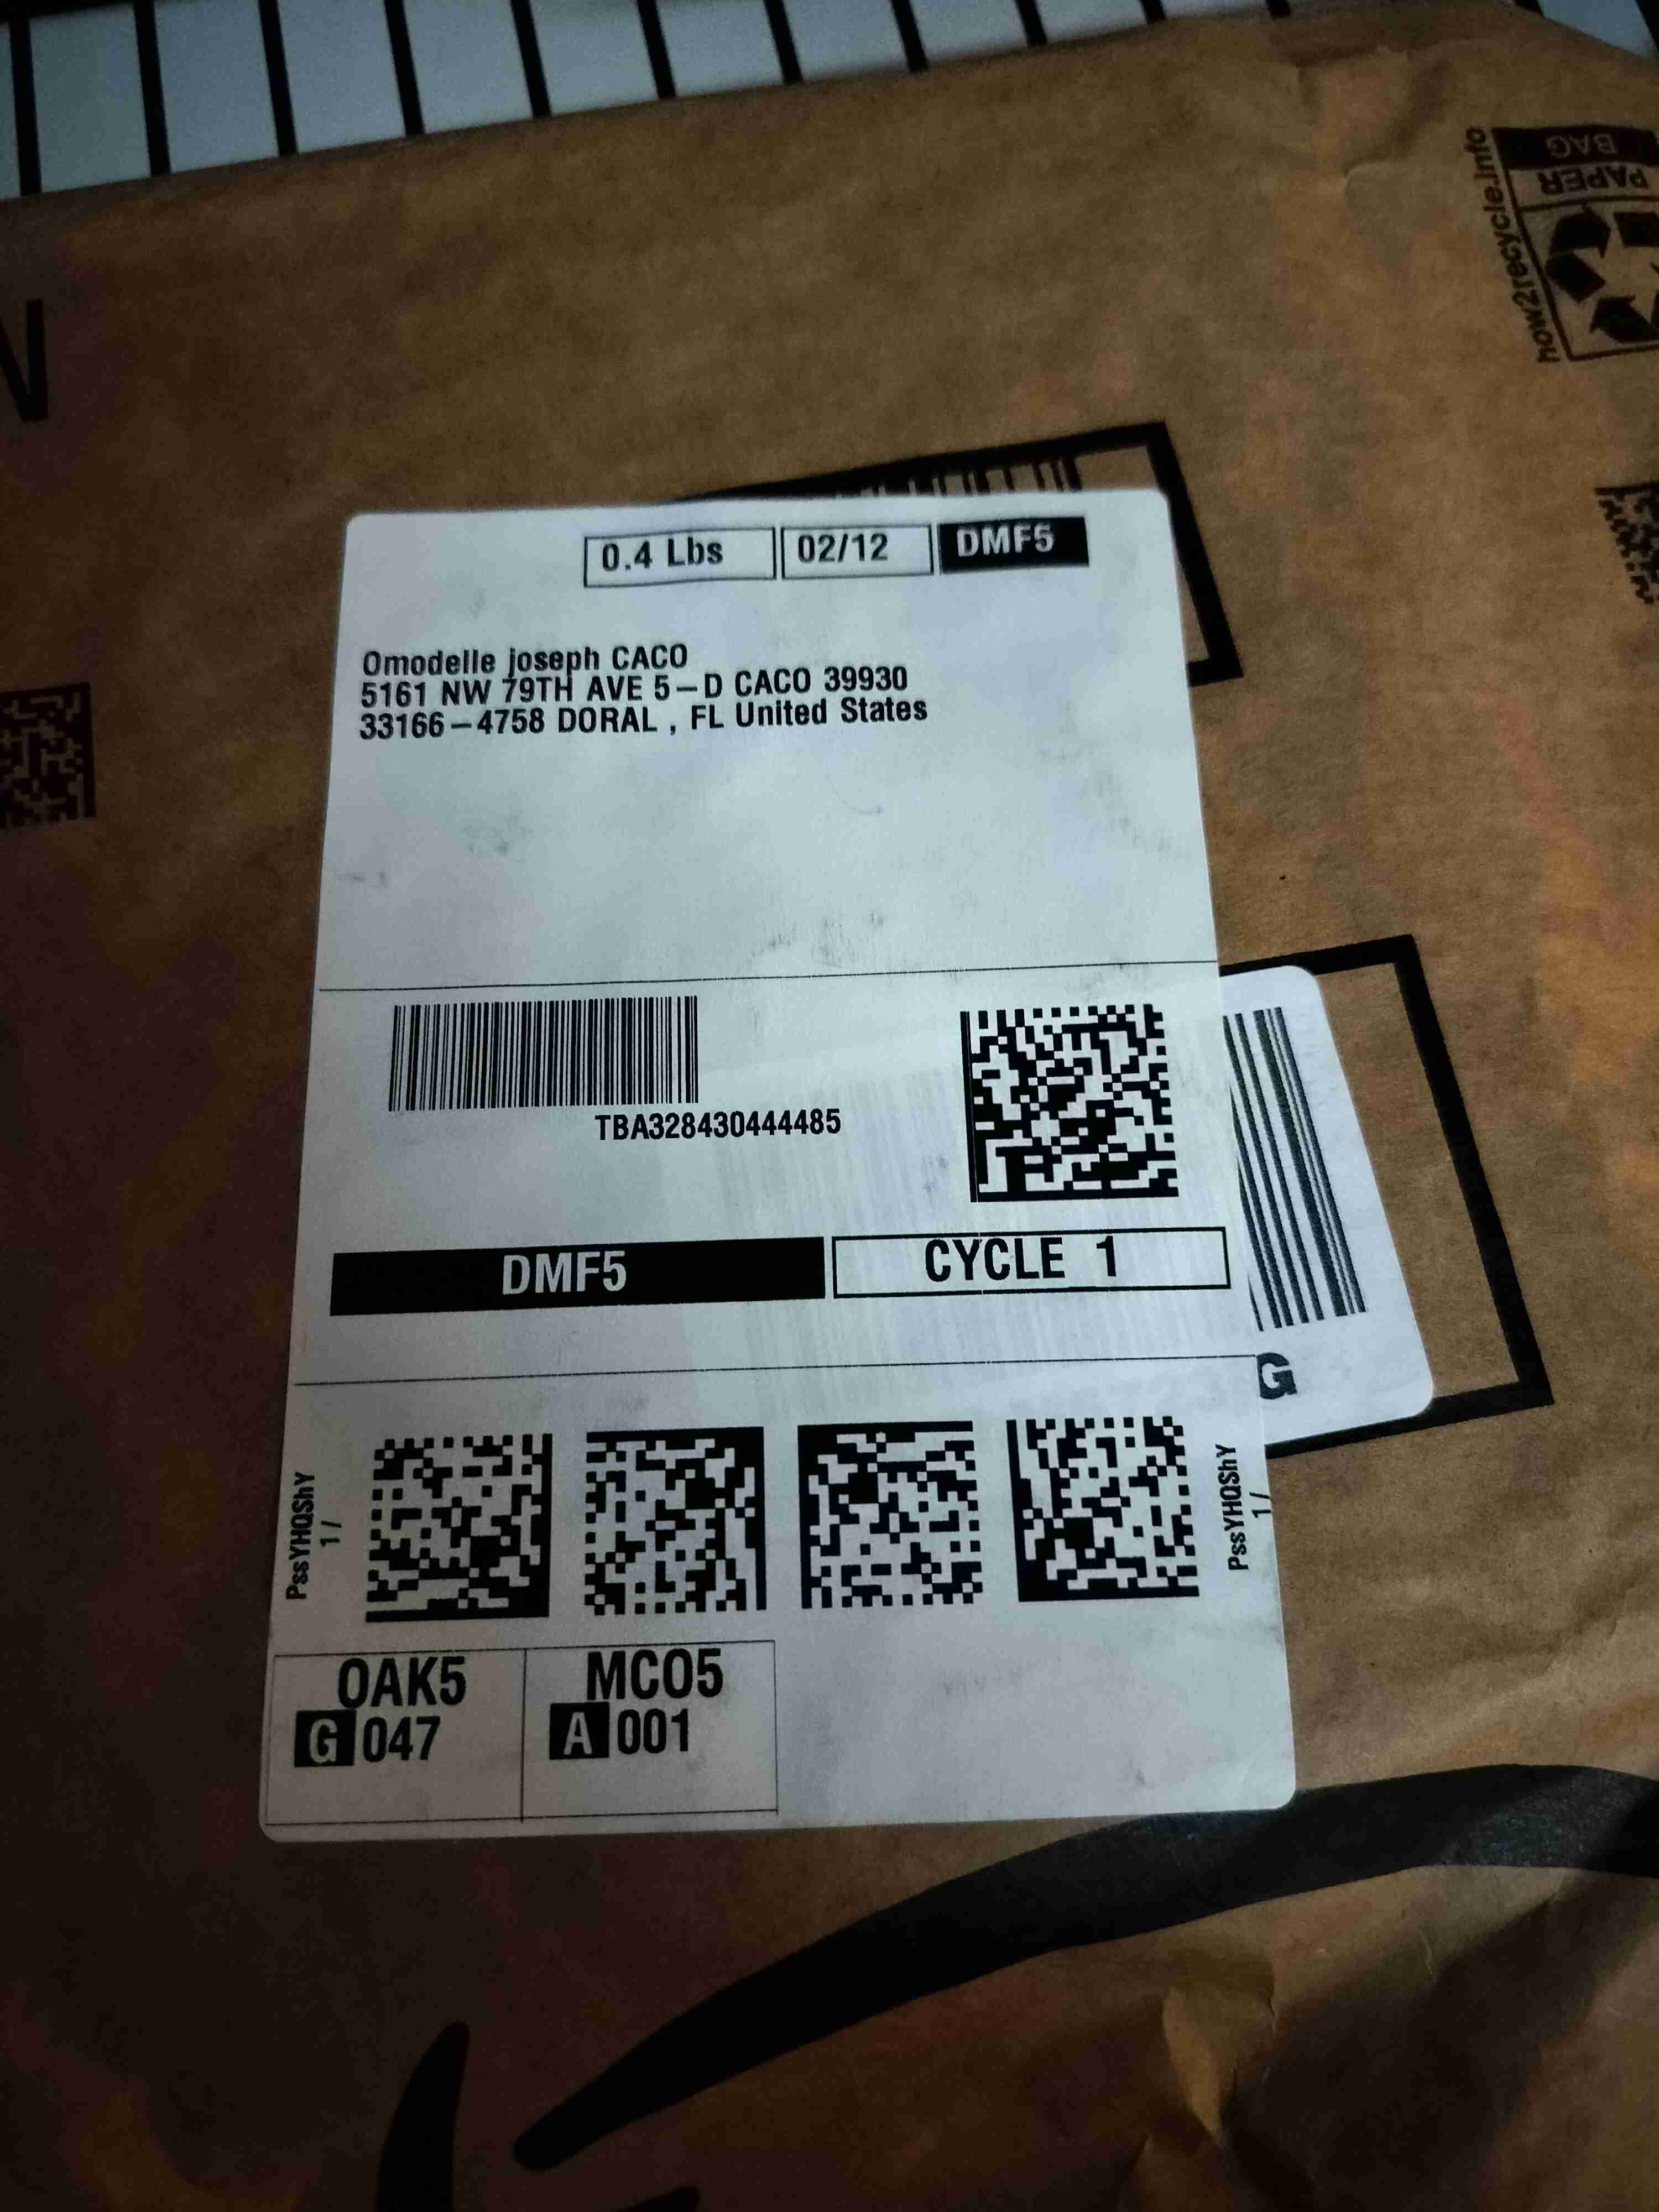 PAPER
BAG
how2recycle.info
0.4 Lbs 02/12 DMF5
Omodelle joseph CACO
5161 NW 79TH AVE 5-D CACO 39930
33166-4758 DORAL , FL United States
TBA328430444485
DMF5 CYCLE 1
G
PssYHQShY
1 /
PssYHQShY
1 /
OAK5 MCO5
G 047 A 001